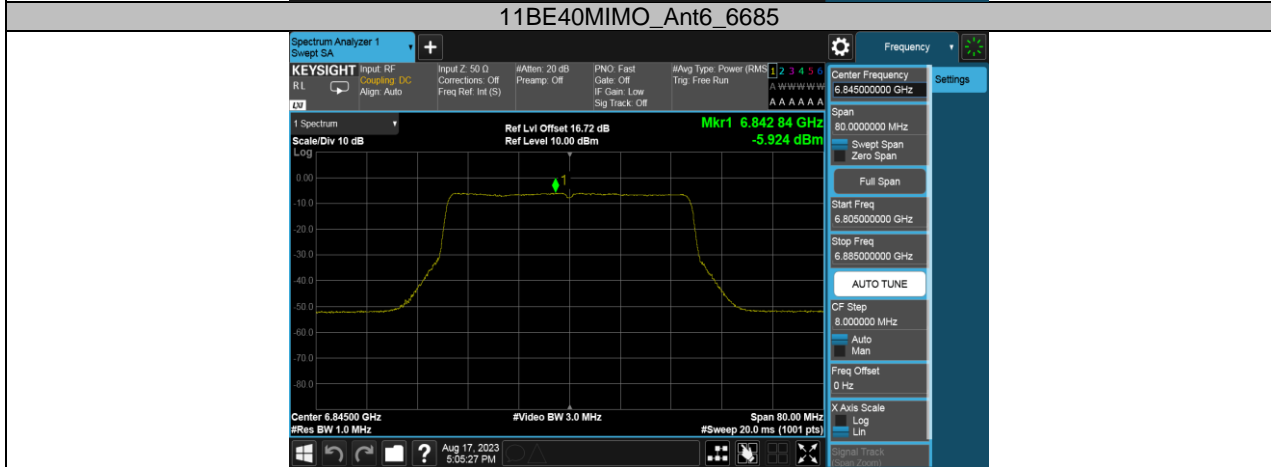 11BE40MIMO_Ant6_6685
Spectrum Analyzer 1
Swept SA
Frequency
KEYSIGHT
RL
LXI
Input: RF
Coupling: DC
Align: Auto
Input Z: 50 Ω
Corrections: Off
Freq Ref: Int (S)
#Atten: 20 dB
Preamp: Off
PNO: Fast
Gate: Off
IF Gain: Low
Sig Track: Off
#Avg Type: Power (RMS
Trig: Free Run
1 2 3 4 5 6
A W W W W W
A A A A A A
1 Spectrum
Scale/Div 10 dB
Ref Lvl Offset 16.72 dB
Ref Level 10.00 dBm
Mkr1 6.842 84 GHz
-5.924 dBm
Log
1
0.00
-10.0
-20.0
-30.0
-40.0
-50.0
-60.0
-70.0
-80.0
Center 6.84500 GHz
#Res BW 1.0 MHz
#Video BW 3.0 MHz
Span 80.00 MHz
#Sweep 20.0 ms (1001 pts)
?
Aug 17, 2023
5:05:27 PM
Center Frequency
6.845000000 GHz
Settings
Span
80.0000000 MHz
Swept Span
Zero Span
Full Span
Start Freq
6.805000000 GHz
Stop Freq
6.885000000 GHz
AUTO TUNE
CF Step
8.000000 MHz
Auto
Man
Freq Offset
0 Hz
X Axis Scale
Log
Lin
Signal Track
(Span Zoom)